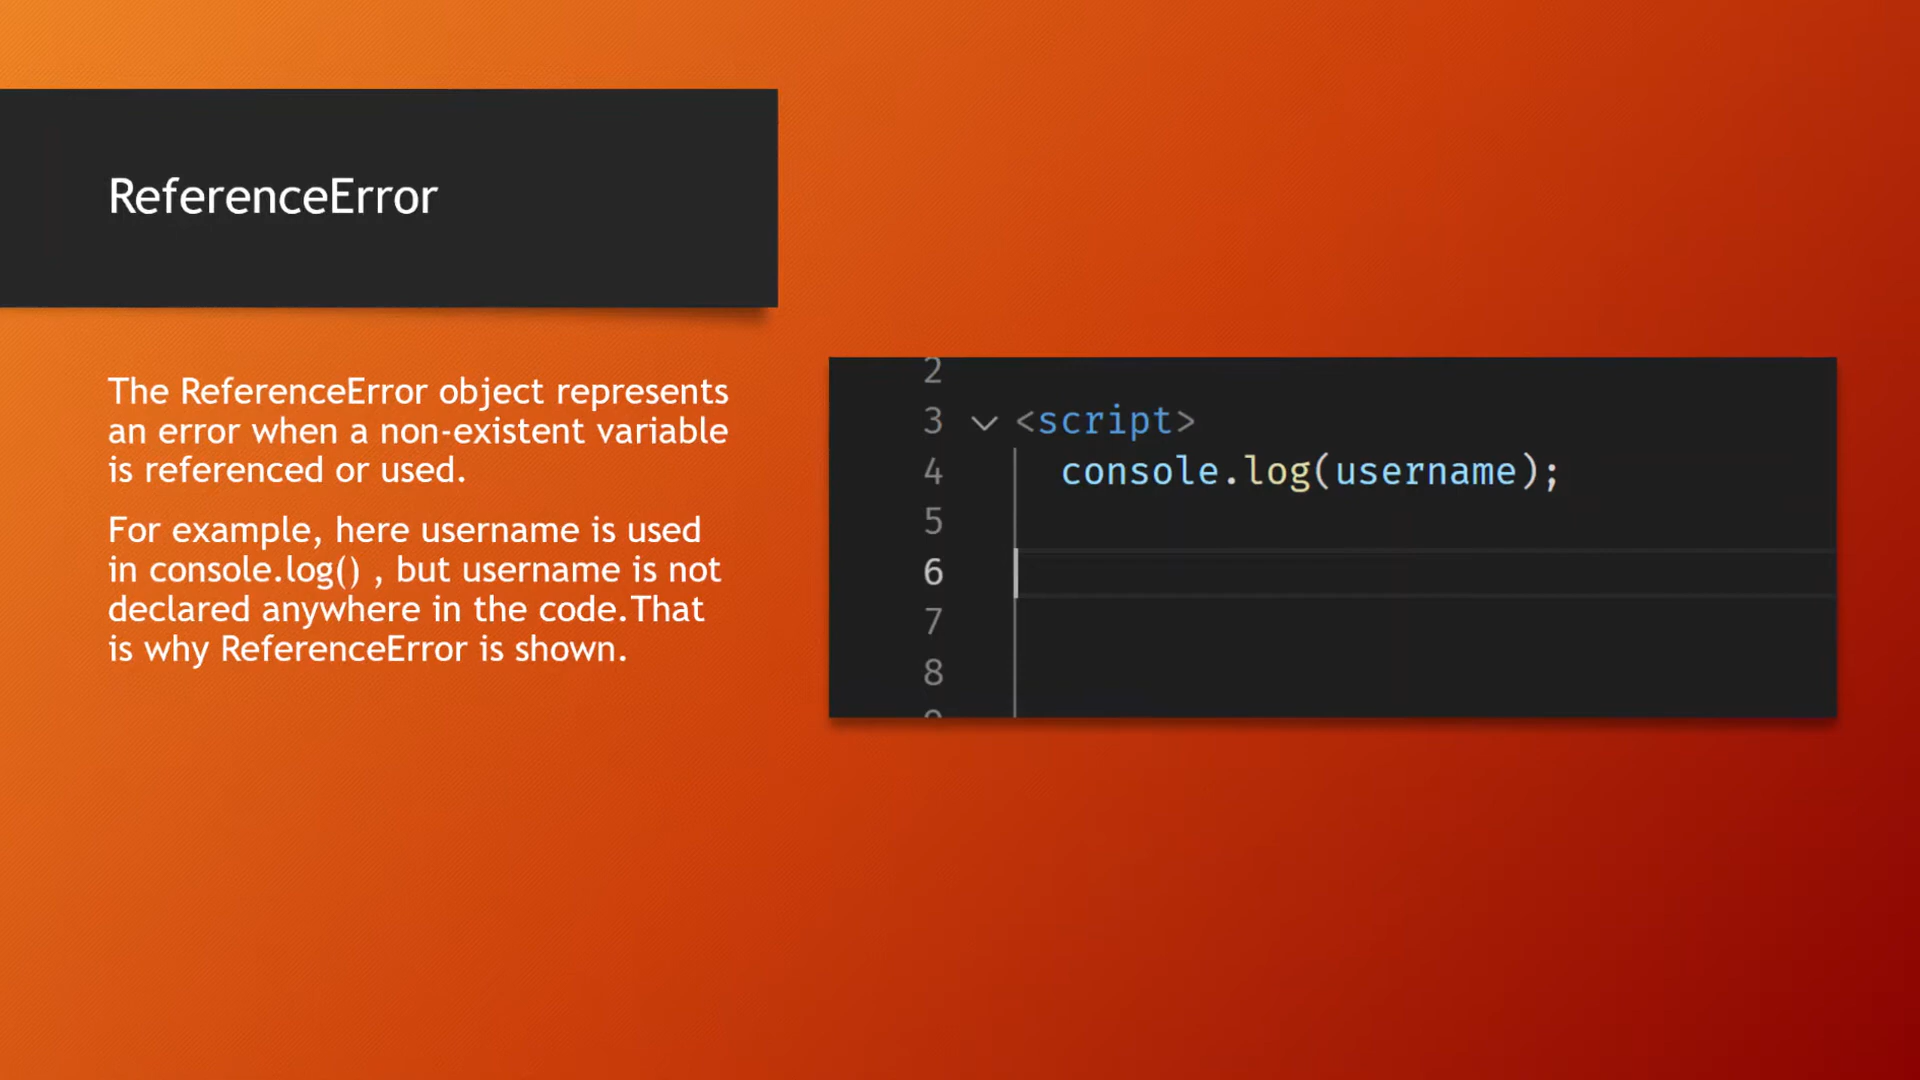 ReferenceError
The ReferenceError object represents
an error when a non-existent variable
is referenced or used.
For example, here username is used
in console.log() , but username is not
declared anywhere in the code.That
is why ReferenceError is shown.
2
3 <script>
4 console.log(username);
5
6
7
8